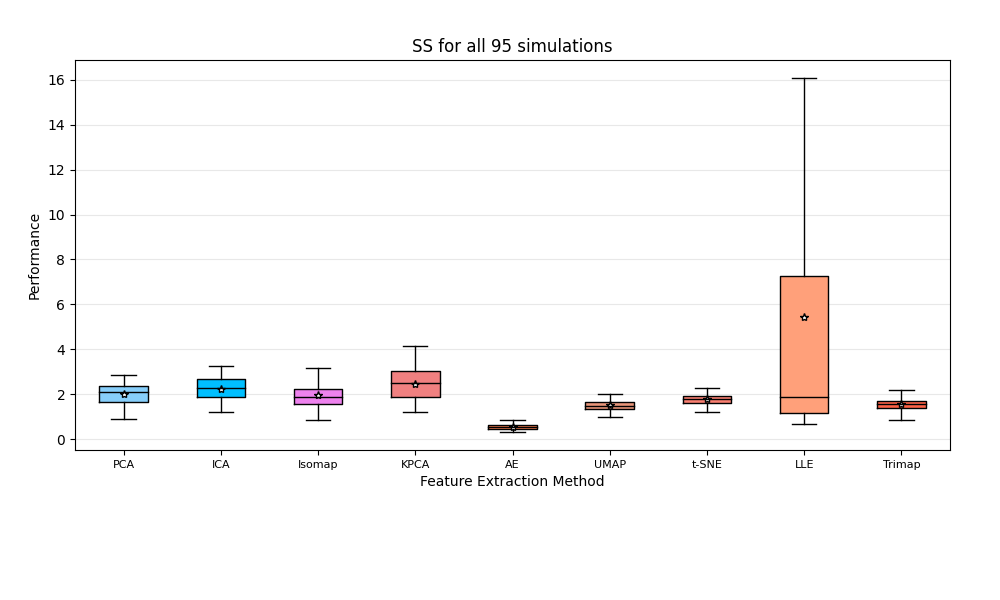 SS for all 95 simulations
Performance
16
14
12
10
8
6
4
2
0
PCA ICA Isomap KPCA AE UMAP t-SNE LLE Trimap
Feature Extraction Method